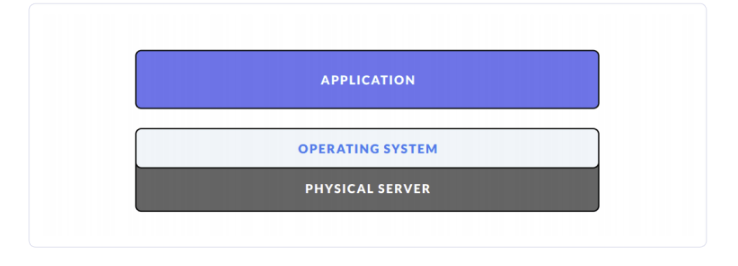 APPLICATION
OPERATING SYSTEM
PHYSICAL SERVER